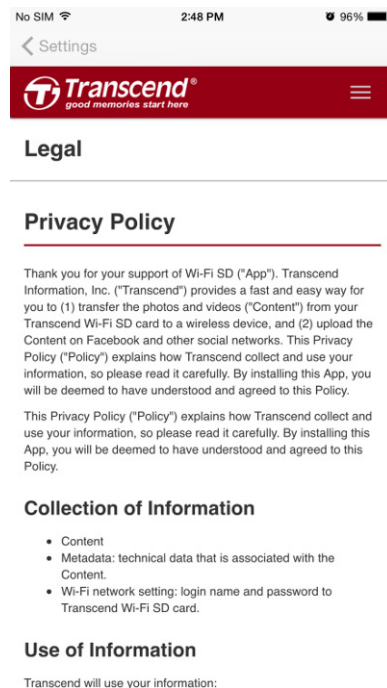 No SIM 2:48 PM 96%
Settings
Transcend®
good memories start here
Legal
Privacy Policy
Thank you for your support of Wi-Fi SD ("App"). Transcend
Information, Inc. ("Transcend") provides a fast and easy way for
you to (1) transfer the photos and videos ("Content") from your
Transcend Wi-Fi SD card to a wireless device, and (2) upload the
Content on Facebook and other social networks. This Privacy
Policy ("Policy") explains how Transcend collect and use your
information, so please read it carefully. By installing this App, you
will be deemed to have understood and agreed to this Policy.
This Privacy Policy ("Policy") explains how Transcend collect and
use your information, so please read it carefully. By installing this
App, you will be deemed to have understood and agreed to this
Policy.
Collection of Information
• Content
• Metadata: technical data that is associated with the
Content.
• Wi-Fi network setting: login name and password to
Transcend Wi-Fi SD card.
Use of Information
Transcend will use your information: